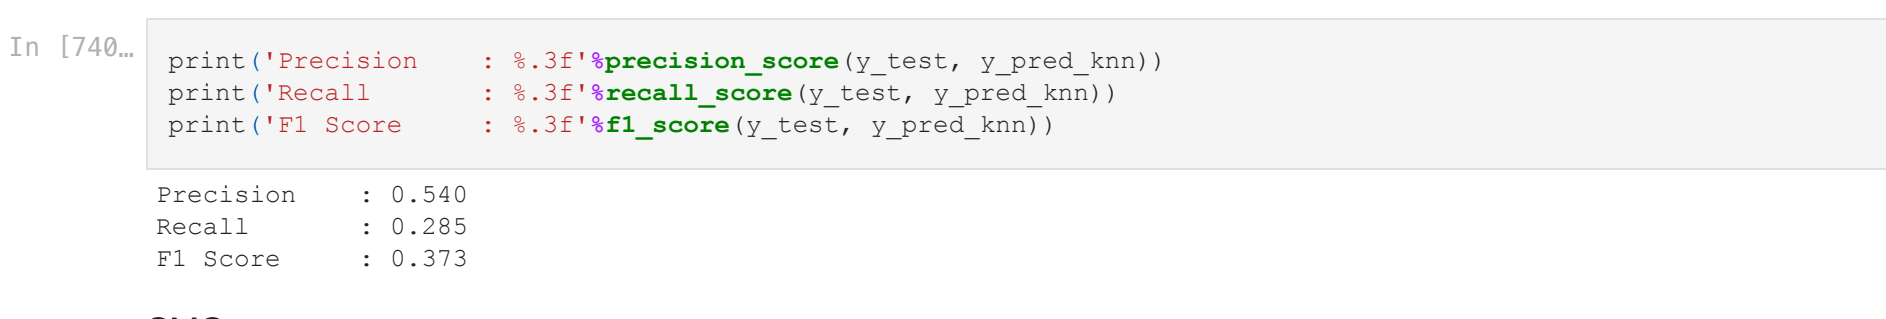 In [740…
print('Precision    : %.3f'%precision_score(y_test, y_pred_knn))
print('Recall       : %.3f'%recall_score(y_test, y_pred_knn))
print('F1 Score     : %.3f'%f1_score(y_test, y_pred_knn))
Precision    : 0.540
Recall       : 0.285
F1 Score     : 0.373